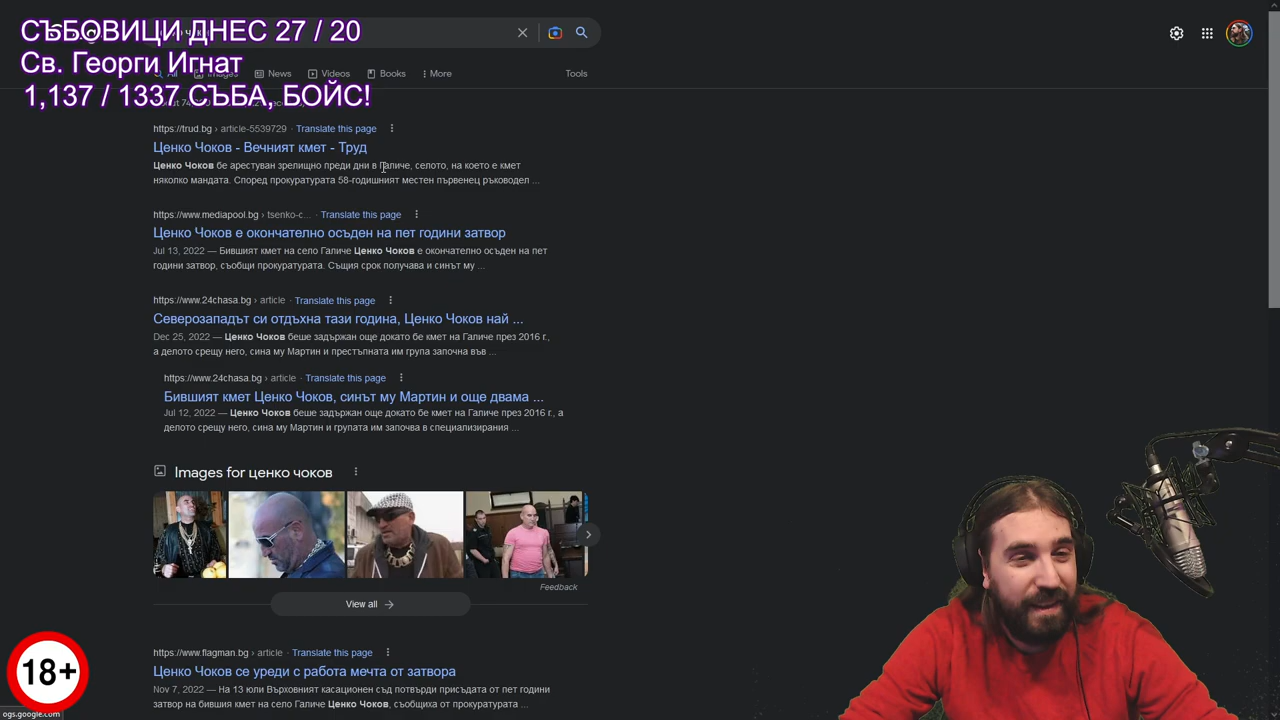 СЪБОВИЦИ ДНЕС 27 / 20
Св. Георги Игнат
1,137 / 1337 СЪБА, БОЙС!
All Images News Videos Books More Tools
https://trud.bg › article-5539729 · Translate this page
Ценко Чоков - Вечният кмет - Труд
Ценко Чоков бе арестуван зрелищно преди дни в Галиче, селото, на което е кмет
няколко мандата. Според прокуратурата 58-годишният местен първенец ръководел ...
https://www.mediapool.bg › tsenko-c... · Translate this page
Ценко Чоков е окончателно осъден на пет години затвор
Jul 13, 2022 — Бившият кмет на село Галиче Ценко Чоков е окончателно осъден на пет
години затвор, съобщи прокуратурата. Същия срок получава и синът му ...
https://www.24chasa.bg › article · Translate this page
Северозападът си отдъхна тази година, Ценко Чоков най ...
Dec 25, 2022 — Ценко Чоков беше задържан още докато бе кмет на Галиче през 2016 г.,
а делото срещу него, сина му Мартин и престъпната им група започна във ...
https://www.24chasa.bg › article · Translate this page
Бившият кмет Ценко Чоков, синът му Мартин и още двама ...
Jul 12, 2022 — Ценко Чоков беше задържан още докато бе кмет на Галиче през 2016 г., а
делото срещу него, сина му Мартин и групата им започва в специализирания ...
Images for ценко чоков
Feedback
View all
https://www.flagman.bg › article · Translate this page
Ценко Чоков се уреди с работа мечта от затвора
Nov 7, 2022 — На 13 юли Върховният касационен съд потвърди присъдата от пет години
затвор на бившия кмет на село Галиче Ценко Чоков, съобщиха от прокуратурата ...
18+
ogs.google.com